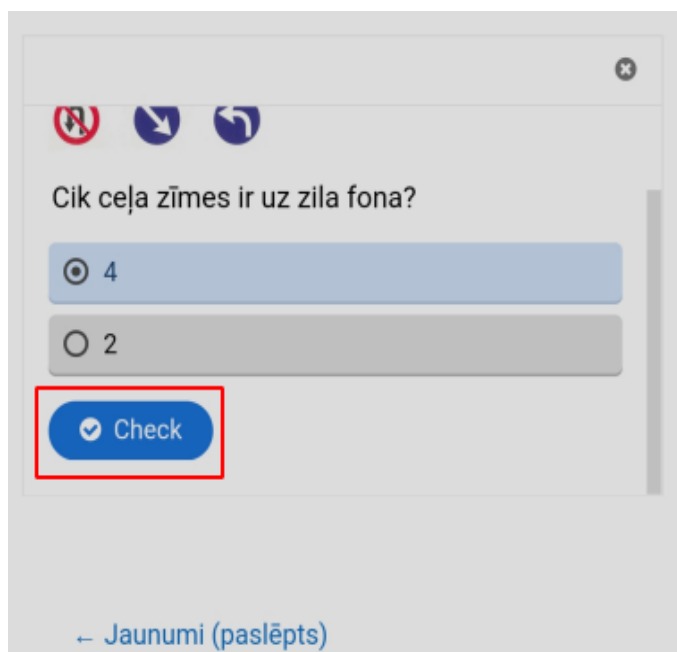 Cik ceļa zīmes ir uz zila fona?
4
2
Check
← Jaunumi (paslēpts)